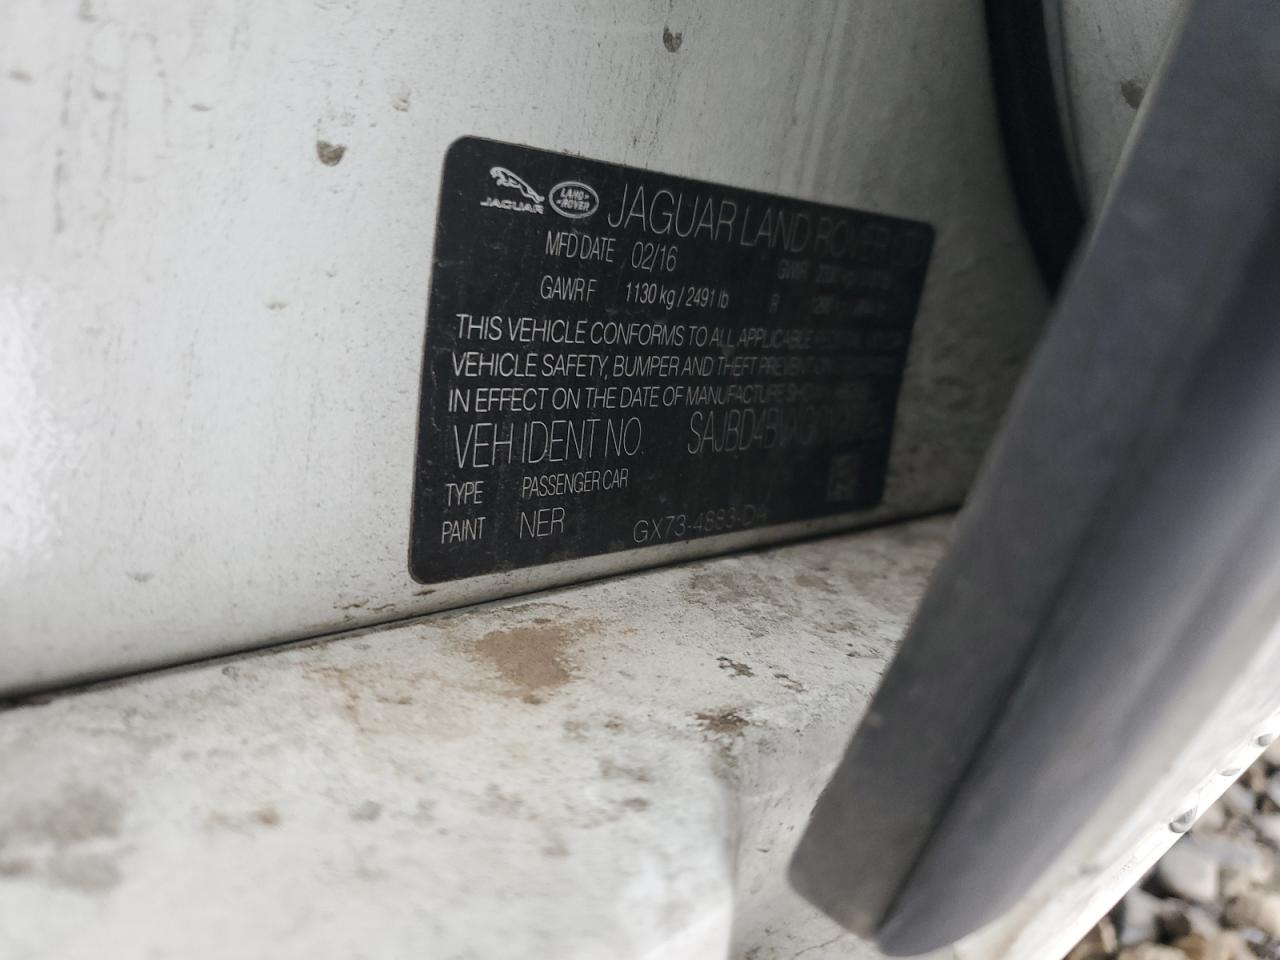 JAGUAR LAND ROVER JAGUAR LAND ROVER
MFD DATE 02/16
GAWR F 1130 kg / 2491 lb R
THIS VEHICLE CONFORMS TO ALL APPLICABLE
VEHICLE SAFETY, BUMPER AND THEFT PREVENTION
IN EFFECT ON THE DATE OF MANUFACTURE
VEH IDENT NO.
TYPE PASSENGER CAR
PAINT NER GX73-4883-DA